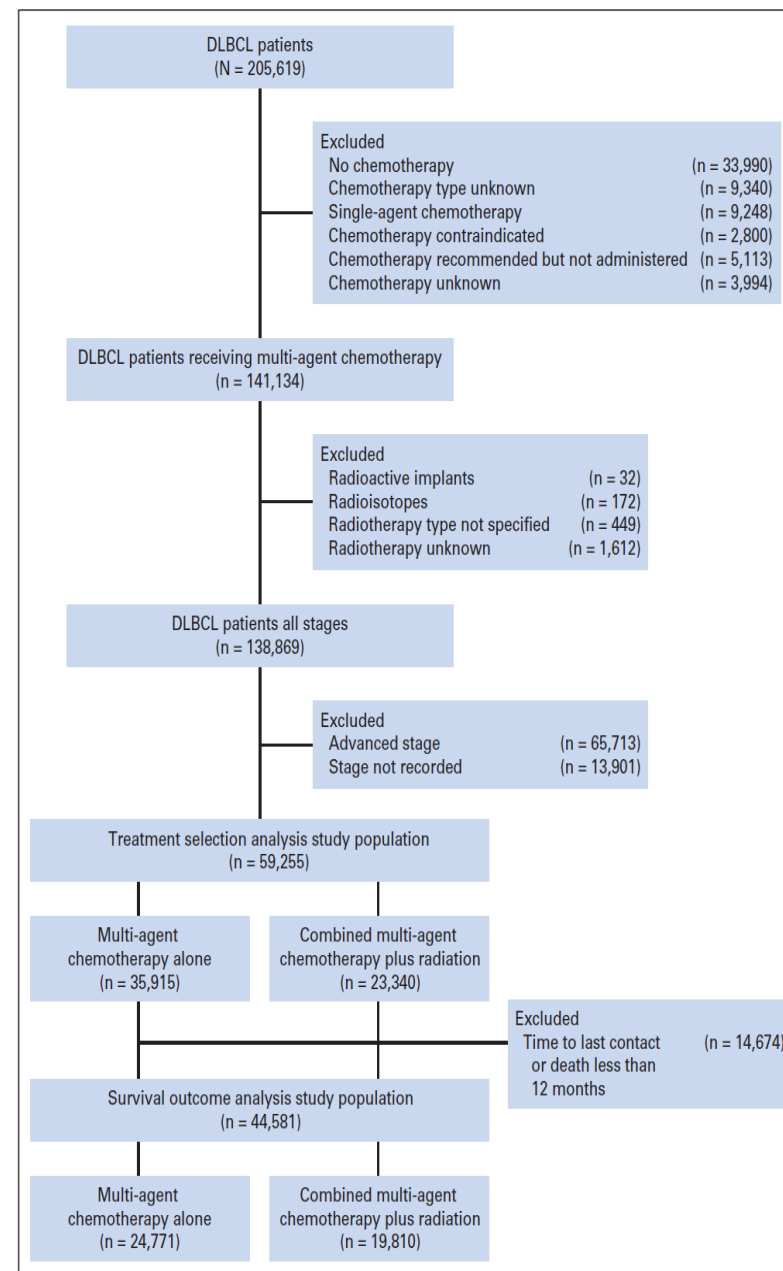 DLBCL patients
(N = 205,619)
Excluded
No chemotherapy (n = 33,990)
Chemotherapy type unknown (n = 9,340)
Single-agent chemotherapy (n = 9,248)
Chemotherapy contraindicated (n = 2,800)
Chemotherapy recommended but not administered (n = 5,113)
Chemotherapy unknown (n = 3,994)
DLBCL patients receiving multi-agent chemotherapy
(n = 141,134)
Excluded
Radioactive implants (n = 32)
Radioisotopes (n = 172)
Radiotherapy type not specified (n = 449)
Radiotherapy unknown (n = 1,612)
DLBCL patients all stages
(n = 138,869)
Excluded
Advanced stage (n = 65,713)
Stage not recorded (n = 13,901)
Treatment selection analysis study population
(n = 59,255)
Multi-agent
chemotherapy alone
(n = 35,915)
Combined multi-agent
chemotherapy plus radiation
(n = 23,340)
Excluded
Time to last contact (n = 14,674)
or death less than
12 months
Survival outcome analysis study population
(n = 44,581)
Multi-agent
chemotherapy alone
(n = 24,771)
Combined multi-agent
chemotherapy plus radiation
(n = 19,810)